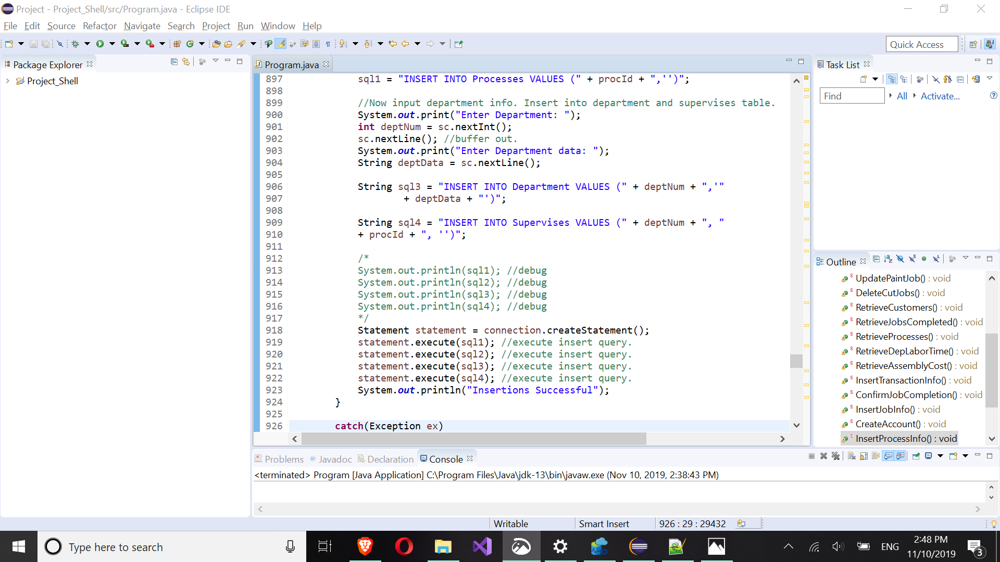 Project - Project_Shell/src/Program.java - Eclipse IDE
File Edit Source Refactor Navigate Search Project Run Window Help
Quick Access
Package Explorer
Project_Shell
Program.java
897 sql1 = "INSERT INTO Processes VALUES (" + procId + ",'')";
898
899 //Now input department info. Insert into department and supervises table.
900 System.out.print("Enter Department: ");
901 int deptNum = sc.nextInt();
902 sc.nextLine(); //buffer out.
903 System.out.print("Enter Department data: ");
904 String deptData = sc.nextLine();
905
906 String sql3 = "INSERT INTO Department VALUES (" + deptNum + ",'"
907 + deptData + "')";
908
909 String sql4 = "INSERT INTO Supervises VALUES (" + deptNum + ", "
910 + procId + ", '')";
911
912 /*
913 System.out.println(sql1); //debug
914 System.out.println(sql2); //debug
915 System.out.println(sql3); //debug
916 System.out.println(sql4); //debug
917 */
918 Statement statement = connection.createStatement();
919 statement.execute(sql1); //execute insert query.
920 statement.execute(sql2); //execute insert query.
921 statement.execute(sql3); //execute insert query.
922 statement.execute(sql4); //execute insert query.
923 System.out.println("Insertions Successful");
924 }
925
926 catch(Exception ex)
Task List
Find All Activate...
Outline
UpdatePaintJob() : void
DeleteCutJobs() : void
RetrieveCustomers() : void
RetrieveJobsCompleted() : void
RetrieveProcesses() : void
RetrieveDepLaborTime() : void
RetrieveAssemblyCost() : void
InsertTransactionInfo() : void
ConfirmJobCompletion() : void
InsertJobInfo() : void
CreateAccount() : void
InsertProcessInfo() : void
Problems @ Javadoc Declaration Console
<terminated> Program [Java Application] C:\Program Files\Java\jdk-13\bin\javaw.exe (Nov 10, 2019, 2:38:43 PM)
Writable Smart Insert 926 : 29 : 29432
Type here to search
ENG
2:48 PM
11/10/2019
3